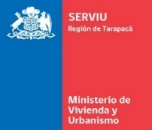 SERVIU
Región de Tarapacá
Ministerio de
Vivienda y
Urbanismo